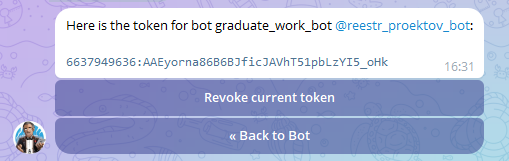 Here is the token for bot graduate_work_bot @reestr_proektov_bot:
6637949636:AAEyorna86B6BJficJAVhT51pbLzYI5_oHk
16:31
Revoke current token
« Back to Bot